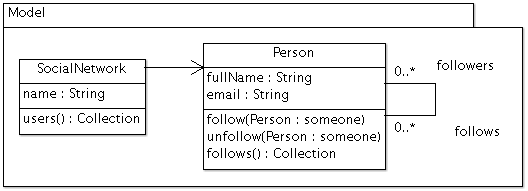 Model
SocialNetwork
name : String
users() : Collection
Person
fullName : String
email : String
follow(Person : someone)
unfollow(Person : someone)
follows() : Collection
0..*
followers
0..*
follows